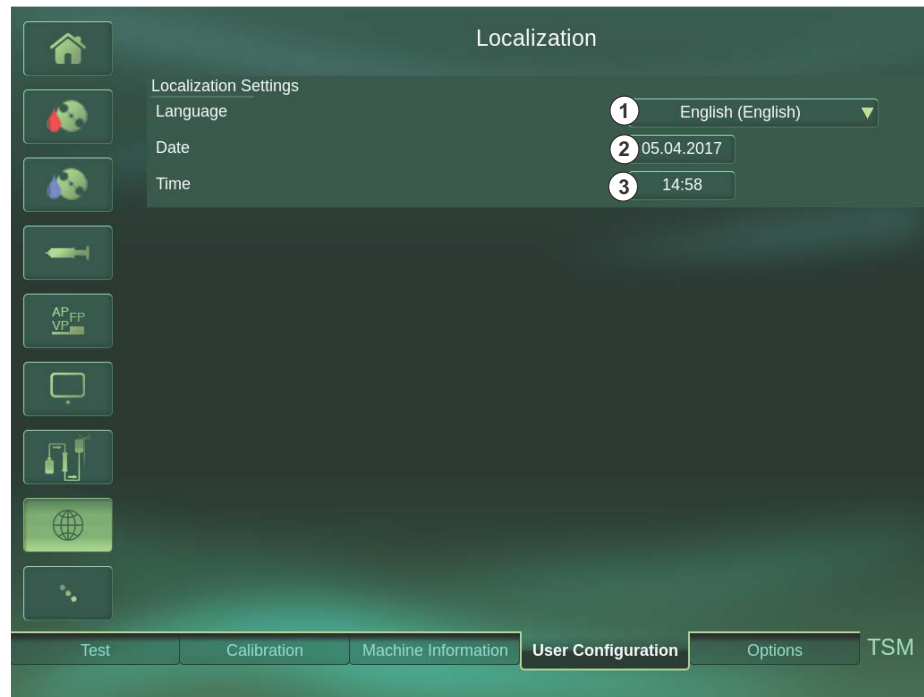 Localization
Localization Settings
Language
1 English (English)
Date
2 05.04.2017
Time
3 14:58
AP FP
VP
Test Calibration Machine Information User Configuration Options TSM